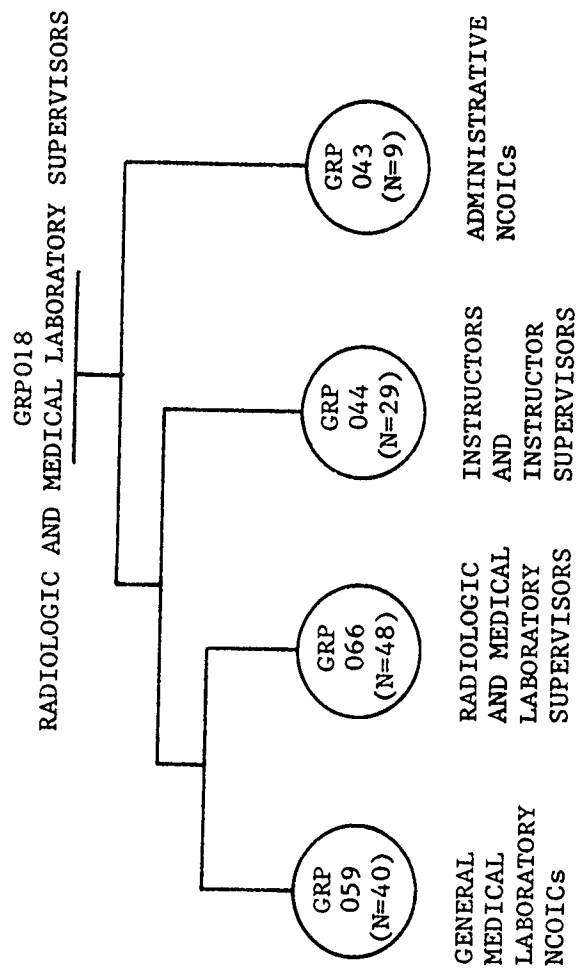 GRP018
RADIOLOGIC AND MEDICAL LABORATORY SUPERVISORS
GRP
059
(N=40)
GRP
066
(N=48)
GRP
044
(N=29)
GRP
043
(N=9)
GENERAL
MEDICAL
LABORATORY
NCOICs
RADIOLOGIC
AND MEDICAL
LABORATORY
SUPERVISORS
INSTRUCTORS
AND
INSTRUCTOR
SUPERVISORS
ADMINISTRATIVE
NCOICs